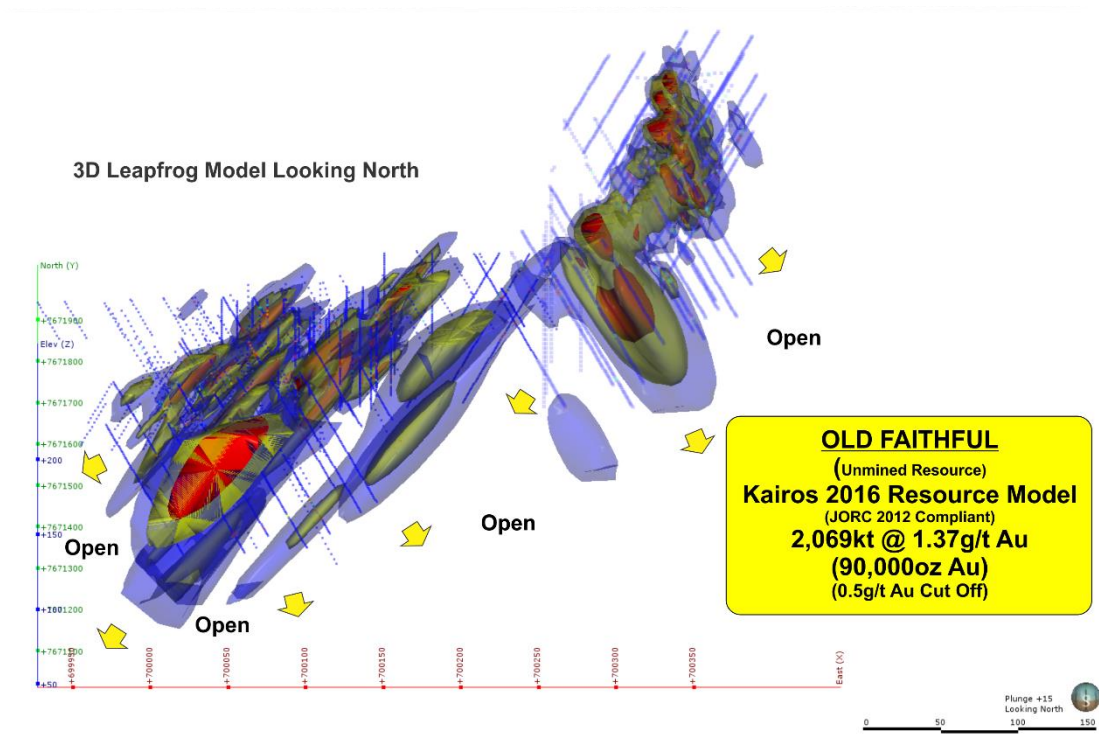 3D Leapfrog Model Looking North
North (Y)
+7671900
Elev (Z)
+7671800
+7671700
+7671600
+200
+7671500
+7671400
+150
+7671300
+7671200
+50
Open
Open
Open
Open
OLD FAITHFUL
(Unmined Resource)
Kairos 2016 Resource Model
(JORC 2012 Compliant)
2,069kt @ 1.37g/t Au
(90,000oz Au)
(0.5g/t Au Cut Off)
+699950
+700000
+700050
+700100
+700150
+700200
+700250
+700300
+700350
East (X)
Plunge +15
Looking North
0 50 100 150